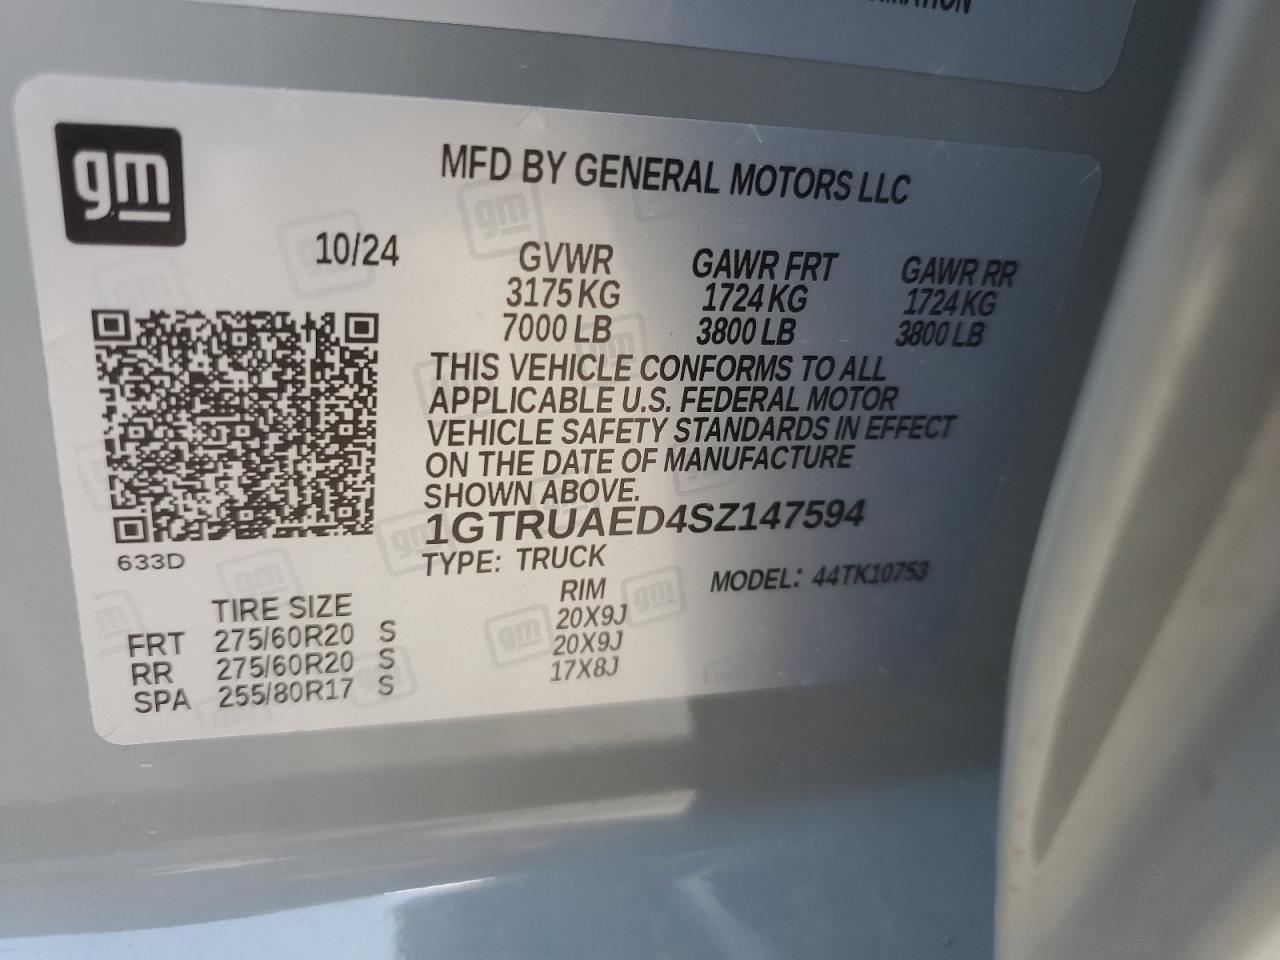 gm
MFD BY GENERAL MOTORS LLC
10/24 GVWR GAWR FRT GAWR RR
3175 KG 1724 KG 1724 KG
7000 LB 3800 LB 3800 LB
THIS VEHICLE CONFORMS TO ALL
APPLICABLE U.S. FEDERAL MOTOR
VEHICLE SAFETY STANDARDS IN EFFECT
ON THE DATE OF MANUFACTURE
SHOWN ABOVE.
1GTRUAED4SZ147594
633D
TYPE: TRUCK
MODEL: 44TK10753
TIRE SIZE RIM
FRT 275/60R20 S 20X9J
RR 275/60R20 S 20X9J
SPA 255/80R17 S 17X8J